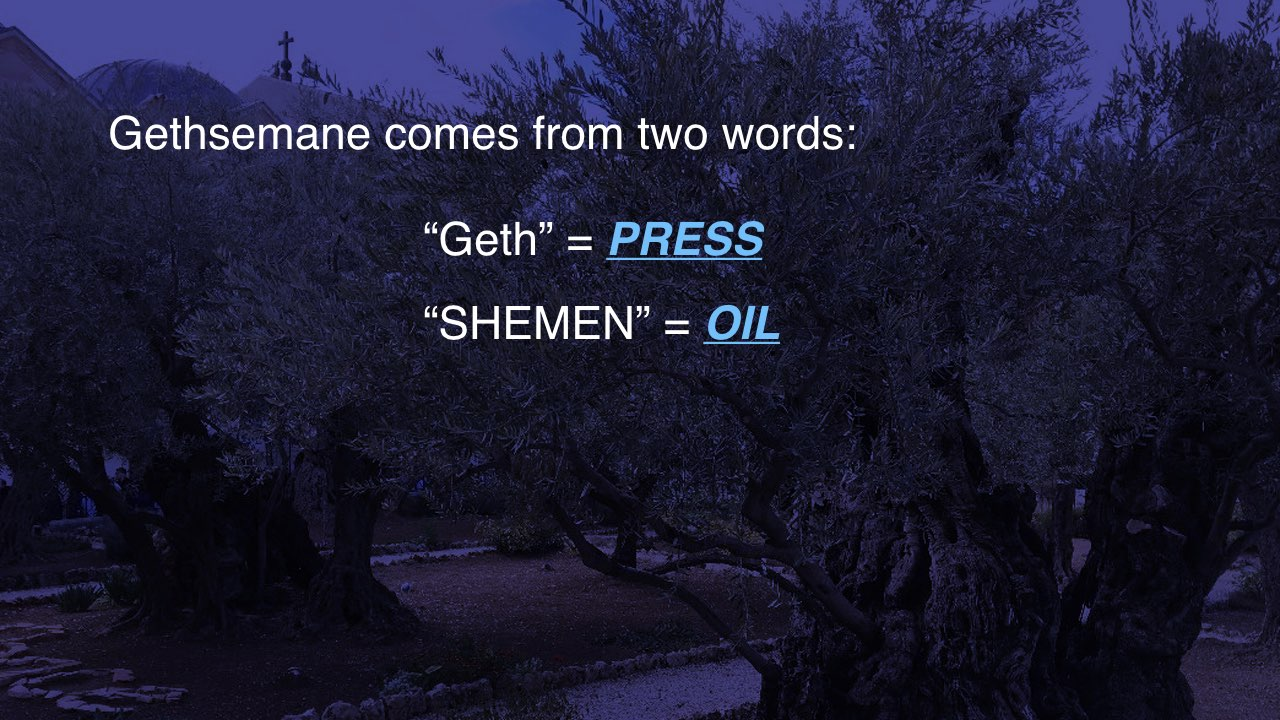 Gethsemane comes from two words:
“Geth” = PRESS
“SHEMEN” = OIL